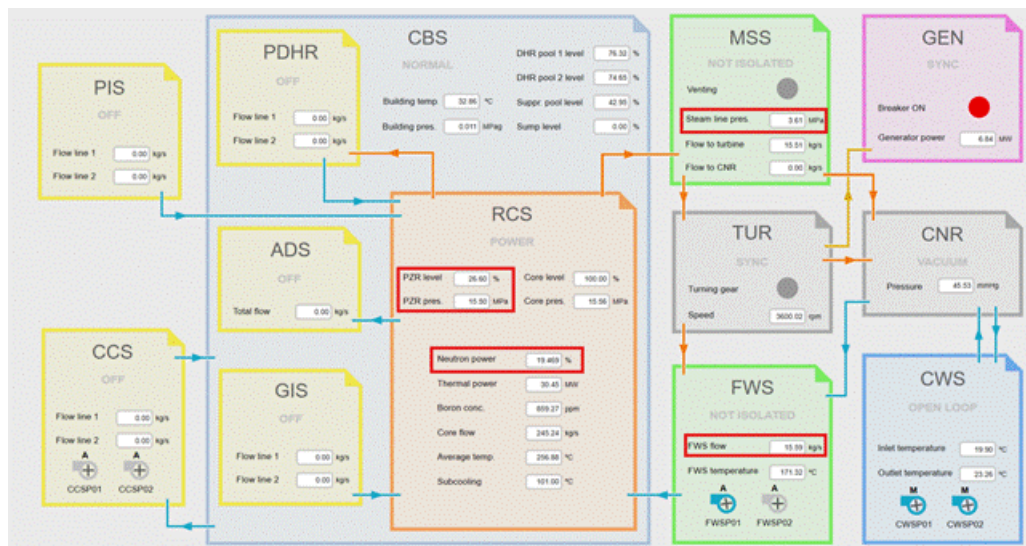 PIS
OFF
Flow line 1 0.00 kg/s
Flow line 2 0.00 kg/s
PDHR
OFF
Flow line 1 0.00 kg/s
Flow line 2 0.00 kg/s
CBS
NORMAL
DHR pool 1 level 76.32 %
DHR pool 2 level 74.65 %
Building temp 32.86 °C
Suppr. pool level 42.95 %
Building pres. 0.011 MPag
Sump level 0.00 %
MSS
NOT ISOLATED
Venting
Steam line pres. 3.61 MPa
Flow to turbine 15.51 kg/s
Flow to CNR 0.00 kg/s
GEN
SYNC
Breaker ON
Generator power 6.84 MW
ADS
OFF
Total flow 0.00 kg/s
RCS
POWER
PZR level 26.60 %
Core level 100.00 %
PZR pres. 15.50 MPa
Core pres. 15.56 MPa
Neutron power 19.469 %
Thermal power 30.45 MW
Boron conc. 859.27 ppm
Core flow 245.24 kg/s
Average temp. 256.88 °C
Subcooling 101.00 °C
TUR
SYNC
Turning gear
Speed 3600.02 rpm
CNR
VACUUM
Pressure 45.53 mmHg
CCS
OFF
Flow line 1 0.00 kg/s
Flow line 2 0.00 kg/s
A A
CCSP01 CCSP02
GIS
OFF
Flow line 1 0.00 kg/s
Flow line 2 0.00 kg/s
FWS
NOT ISOLATED
FWS flow 15.59 kg/s
FWS temperature 171.32 °C
A A
FWSP01 FWSP02
CWS
OPEN LOOP
Inlet temperature 19.90 °C
Outlet temperature 23.26 °C
M M
CWSP01 CWSP02